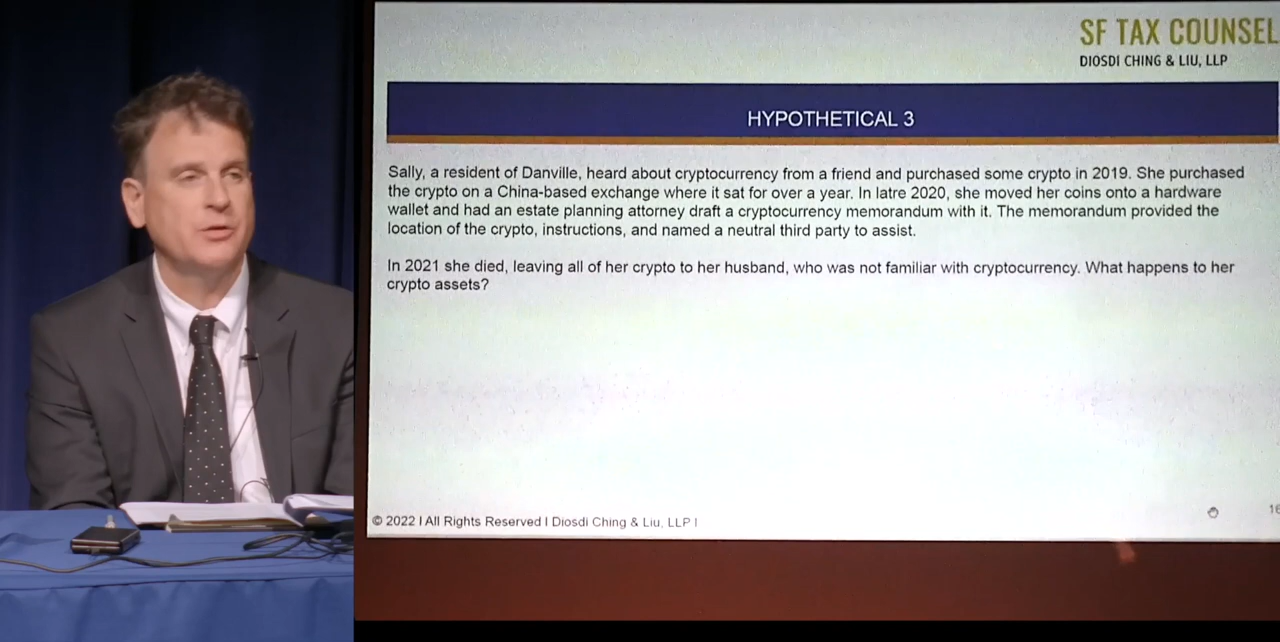 SF TAX COUNSEL
DIOSDI CHING & LIU, LLP
HYPOTHETICAL 3
Sally, a resident of Danville, heard about cryptocurrency from a friend and purchased some crypto in 2019. She purchased
the crypto on a China-based exchange where it sat for over a year. In latre 2020, she moved her coins onto a hardware
wallet and had an estate planning attorney draft a cryptocurrency memorandum with it. The memorandum provided the
location of the crypto, instructions, and named a neutral third party to assist.
In 2021 she died, leaving all of her crypto to her husband, who was not familiar with cryptocurrency. What happens to her
crypto assets?
© 2022 I All Rights Reserved I Diosdi Ching & Liu, LLP I
16